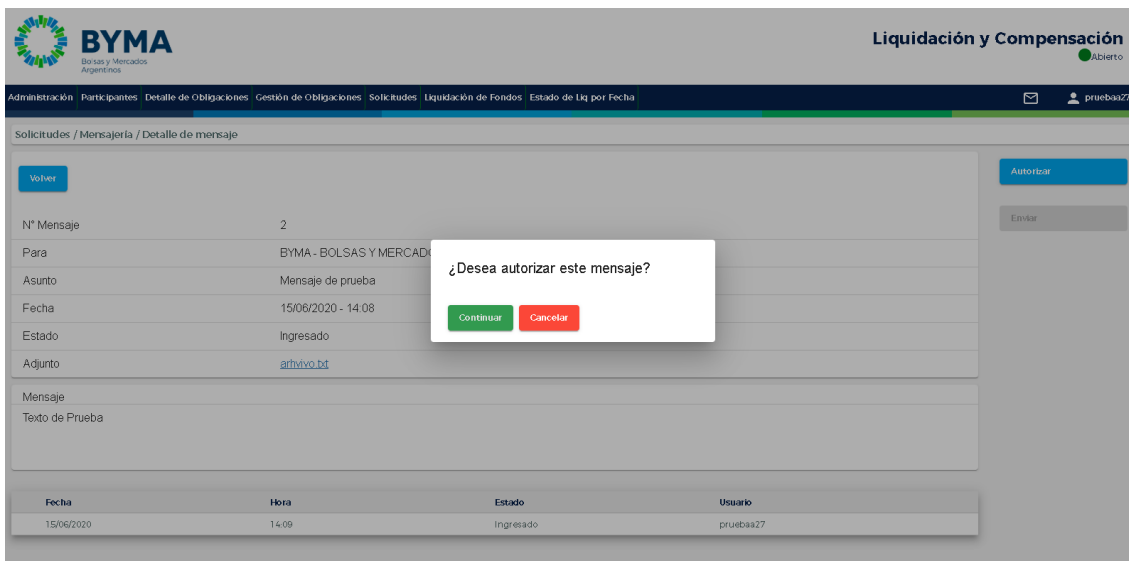 BYMA
Bolsas y Mercados
Argentinos
Liquidación y Compensación
Abierto
Administración Participantes Detalle de Obligaciones Gestión de Obligaciones Solicitudes Liquidación de Fondos Estado de Liq por Fecha
pruebaa27
Solicitudes / Mensajería / Detalle de mensaje
Volver
Autorizar
Enviar
N° Mensaje 2
Para BYMA - BOLSAS Y MERCADO
Asunto Mensaje de prueba
Fecha 15/06/2020 - 14:08
Estado Ingresado
Adjunto arhvivo.txt
¿Desea autorizar este mensaje?
Continuar Cancelar
Mensaje
Texto de Prueba
Fecha Hora Estado Usuario
15/06/2020 14:09 Ingresado pruebaa27